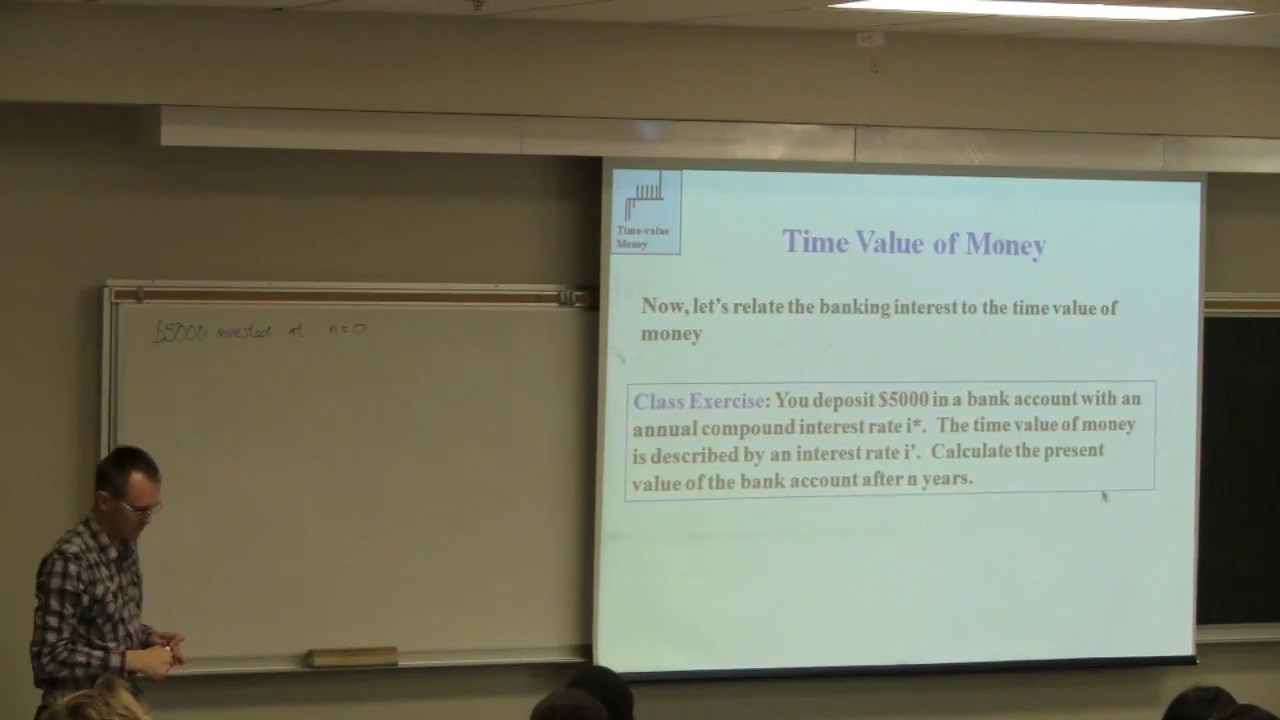 $5000 invested at n=0
Time-value
Money
Time Value of Money
Now, let's relate the banking interest to the time value of
money
Class Exercise: You deposit $5000 in a bank account with an
annual compound interest rate i*. The time value of money
is described by an interest rate i'. Calculate the present
value of the bank account after n years.